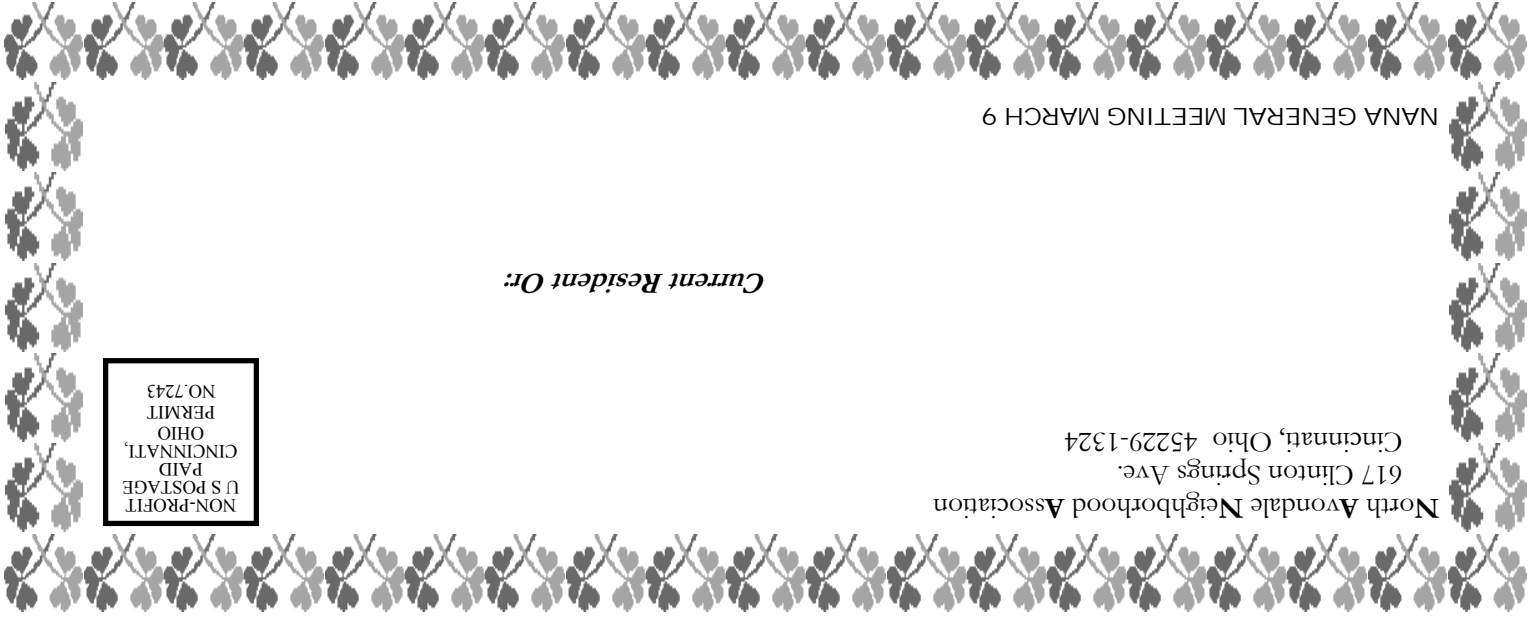 North Avondale Neighborhood Association
617 Clinton Springs Ave.
Cincinnati, Ohio 45229-1324
NON-PROFIT
U S POSTAGE
PAID
CINCINNATI,
OHIO
PERMIT
NO.7243
Current Resident Or:
NANA GENERAL MEETING MARCH 9